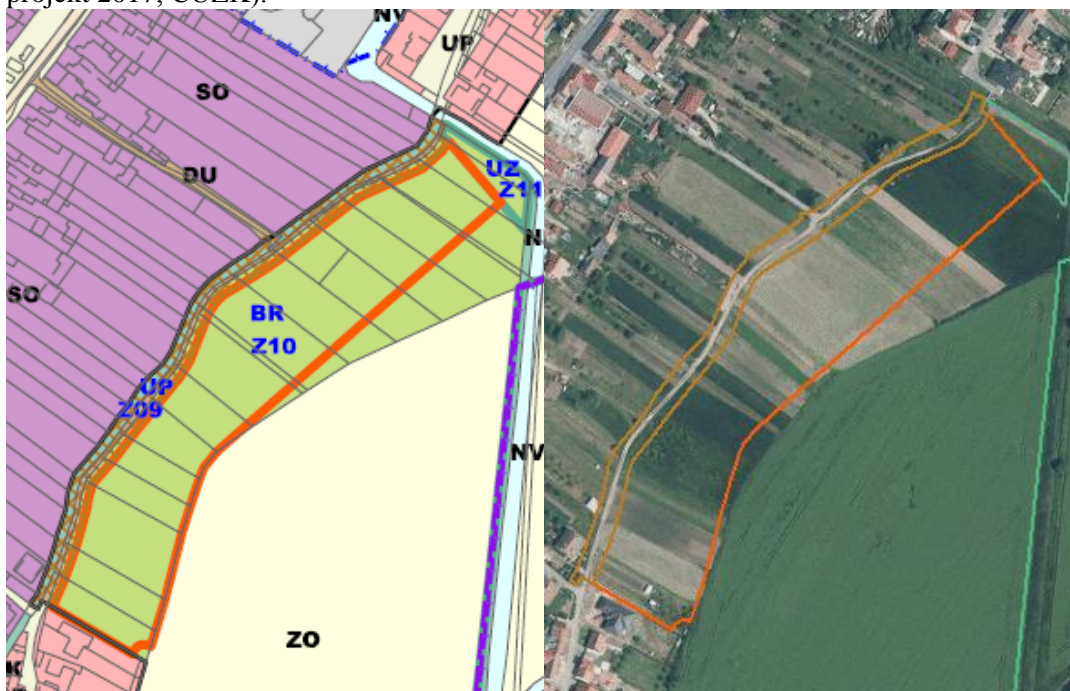 projekt 2017, ČÚZK).
NV
UP
SO
DU
UZ
Z11
N
SO
BR
Z10
UP
Z09
NV
ZO
K